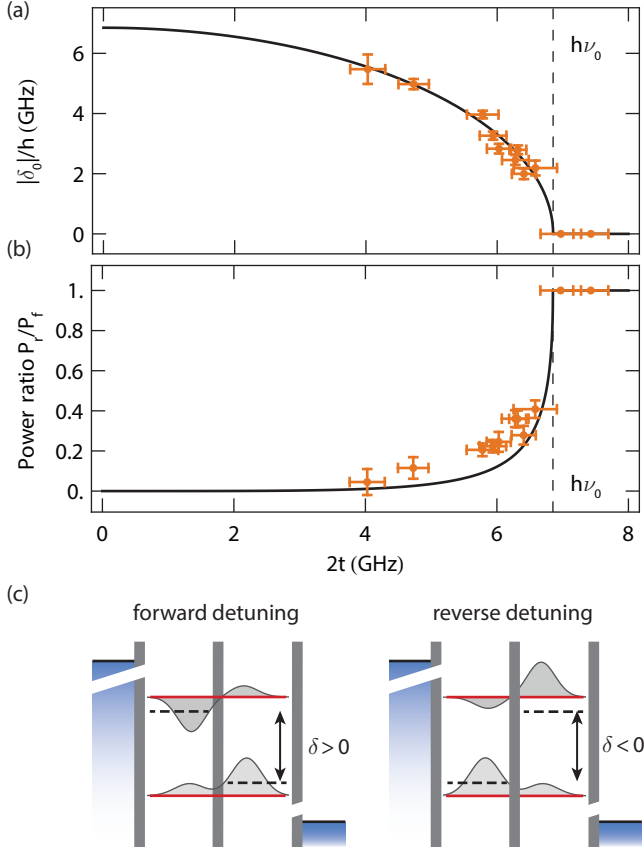 (a)
|δ₀|/h (GHz)
6
4
2
0
hν₀
(b)
Power ratio Pᵣ/P_f
1.
0.8
0.6
0.4
0.2
0.
hν₀
0 2 4 6 8
2t (GHz)
(c)
forward detuning reverse detuning
δ > 0 δ < 0